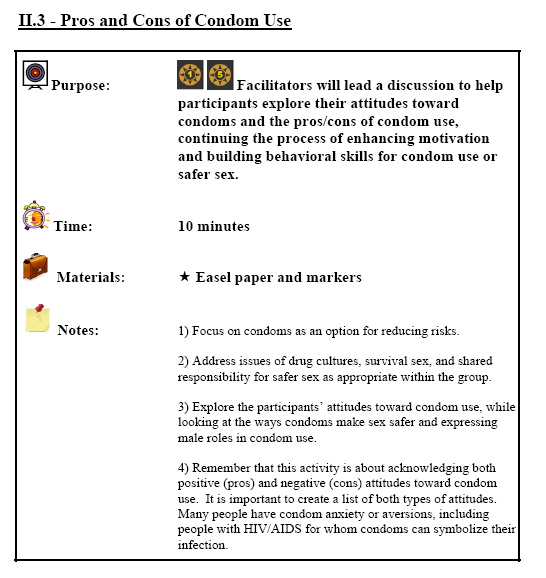 II.3 - Pros and Cons of Condom Use
Purpose:
1 5 Facilitators will lead a discussion to help
participants explore their attitudes toward
condoms and the pros/cons of condom use,
continuing the process of enhancing motivation
and building behavioral skills for condom use or
safer sex.
Time:
10 minutes
Materials:
★ Easel paper and markers
Notes:
1) Focus on condoms as an option for reducing risks.
2) Address issues of drug cultures, survival sex, and shared
responsibility for safer sex as appropriate within the group.
3) Explore the participants’ attitudes toward condom use, while
looking at the ways condoms make sex safer and expressing
male roles in condom use.
4) Remember that this activity is about acknowledging both
positive (pros) and negative (cons) attitudes toward condom
use.  It is important to create a list of both types of attitudes.
Many people have condom anxiety or aversions, including
people with HIV/AIDS for whom condoms can symbolize their
infection.